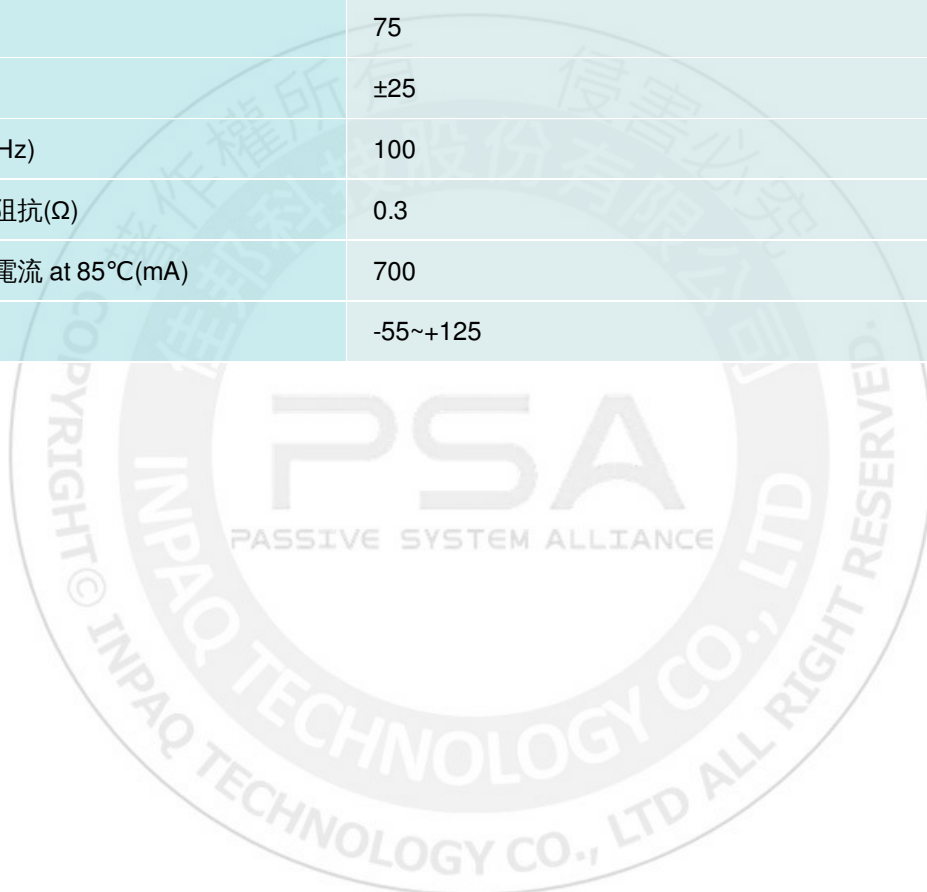 75
±25
Hz) 100
阻抗(Ω) 0.3
電流 at 85℃(mA) 700
-55~+125
著作權所有 侵害必究
佳邦科技股份有限公司
PSA
PASSIVE SYSTEM ALLIANCE
INPAQ TECHNOLOGY CO., LTD
COPYRIGHT © INPAQ TECHNOLOGY CO., LTD ALL RIGHT RESERVED.